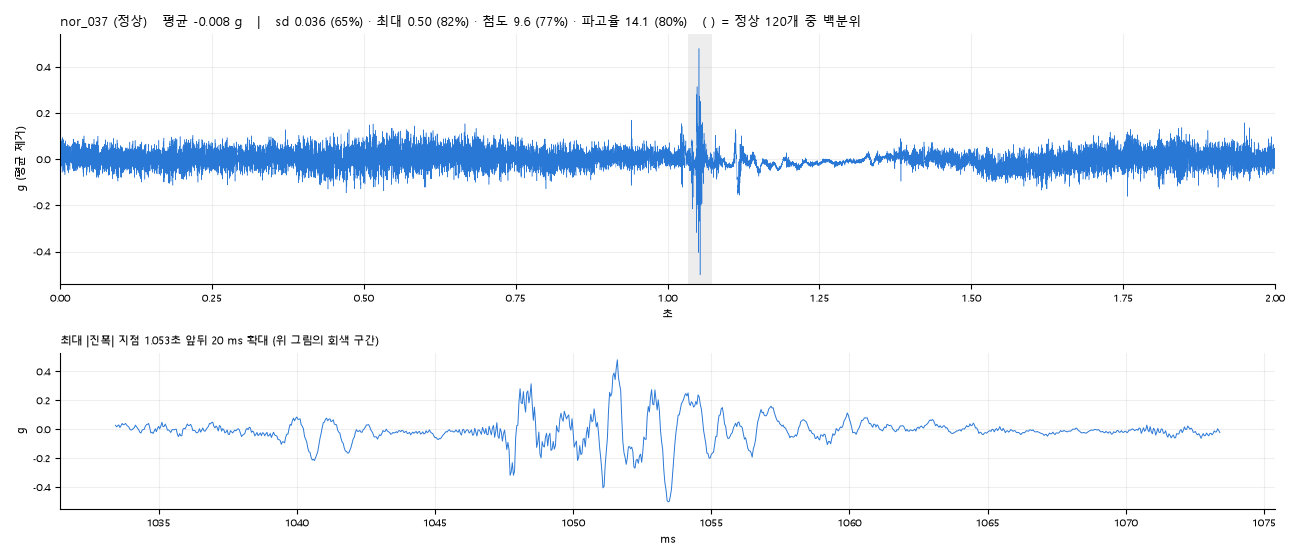 nor_037 (정상) 평균 -0.008 g | sd 0.036 (65%) · 최대 0.50 (82%) · 첨도 9.6 (77%) · 파고율 14.1 (80%) ( ) = 정상 120개 중 백분위
g (평균 제거)
0.4
0.2
0.0
-0.2
-0.4
0.00 0.25 0.50 0.75 1.00 1.25 1.50 1.75 2.00
초
최대 |진폭| 지점 1.053초 앞뒤 20 ms 확대 (위 그림의 회색 구간)
g
0.4
0.2
0.0
-0.2
-0.4
1035 1040 1045 1050 1055 1060 1065 1070 1075
ms